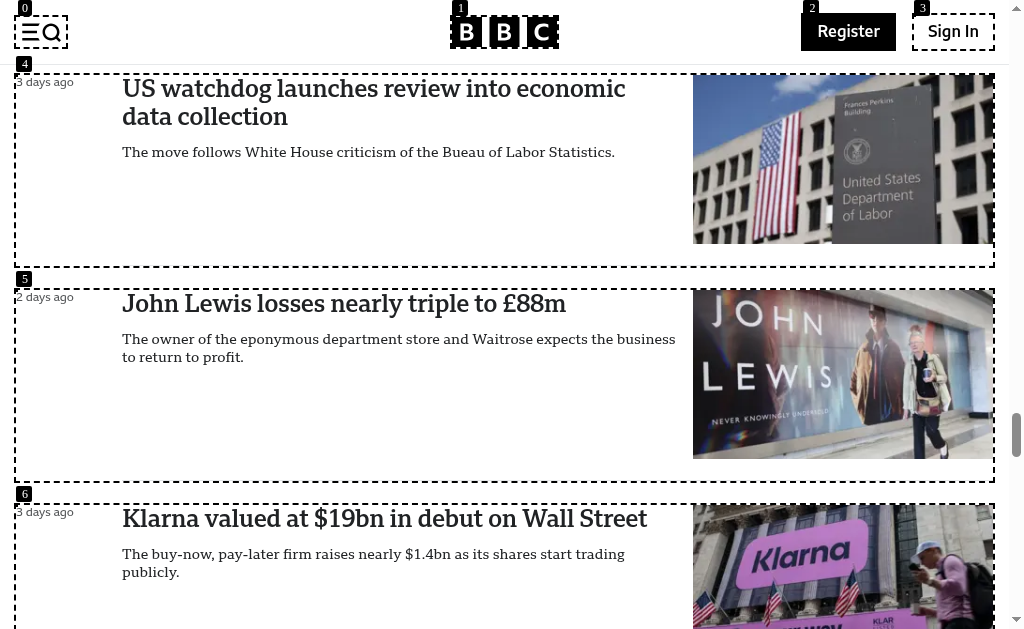 0
1
2
3
BBC
Register
Sign In
4
3 days ago
US watchdog launches review into economic
data collection
The move follows White House criticism of the Bueau of Labor Statistics.
Frances Perkins
Building
United States
Department
of Labor
5
2 days ago
John Lewis losses nearly triple to £88m
The owner of the eponymous department store and Waitrose expects the business
to return to profit.
JOHN
LEWIS
NEVER KNOWINGLY UNDERSOLD
6
3 days ago
Klarna valued at $19bn in debut on Wall Street
The buy-now, pay-later firm raises nearly $1.4bn as its shares start trading
publicly.
Klarna
KLAR